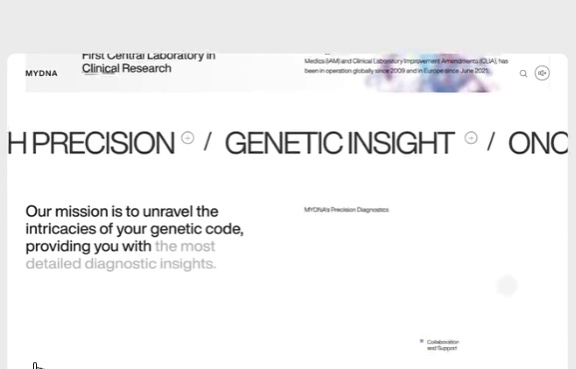 First Central Laboratory in
Clinical Research
Medics (IAM) and Clinical Laboratory Improvement Amendments (CLIA), has
been in operation globally since 2009 and in Europe since June 2021.
MYDNA
H PRECISION / GENETIC INSIGHT / ONC
Our mission is to unravel the
intricacies of your genetic code,
providing you with the most
detailed diagnostic insights.
MYDNA's Precision Diagnostics
Collaboration
and Support